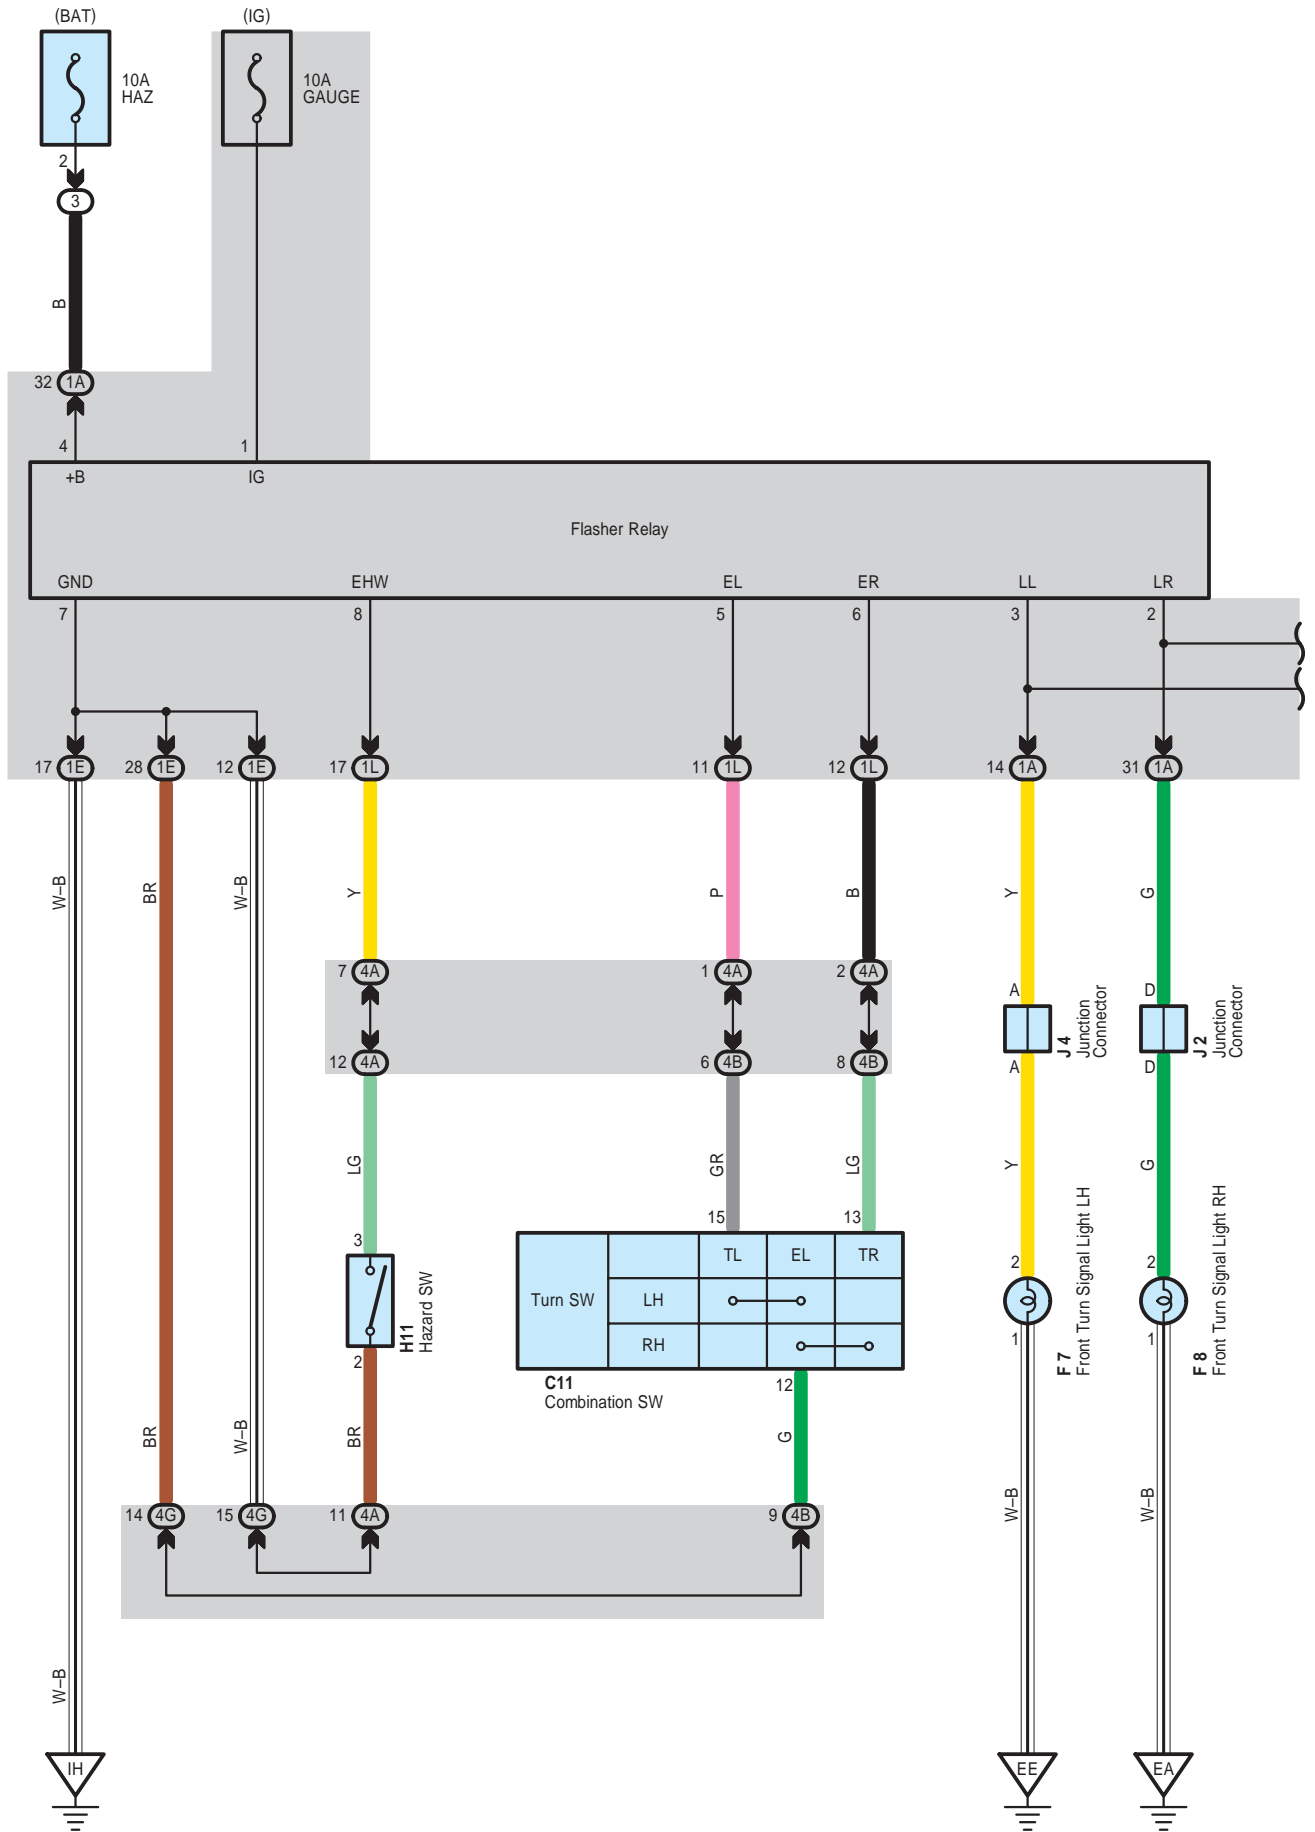 (BAT)
(IG)
10A
HAZ
10A
GAUGE
2
3
B
32 1A
4
1
+B
IG
Flasher Relay
GND
EHW
EL
ER
LL
LR
7
8
5
6
3
2
17 1E
28 1E
12 1E
17 1L
11 1L
12 1L
14 1A
31 1A
W–B
BR
W–B
Y
P
B
Y
G
7 4A
1 4A
2 4A
A
D
J 4
Junction
Connector
J 2
Junction
Connector
12 4A
6 4B
8 4B
A
D
LG
GR
LG
Y
G
15
13
3
2
2
TL
EL
TR
Turn SW
LH
RH
H11
Hazard SW
F 7
Front Turn Signal Light LH
F 8
Front Turn Signal Light RH
1
1
2
C11
Combination SW
12
BR
W–B
BR
G
W–B
W–B
14 4G
15 4G
11 4A
9 4B
W–B
IH
EE
EA